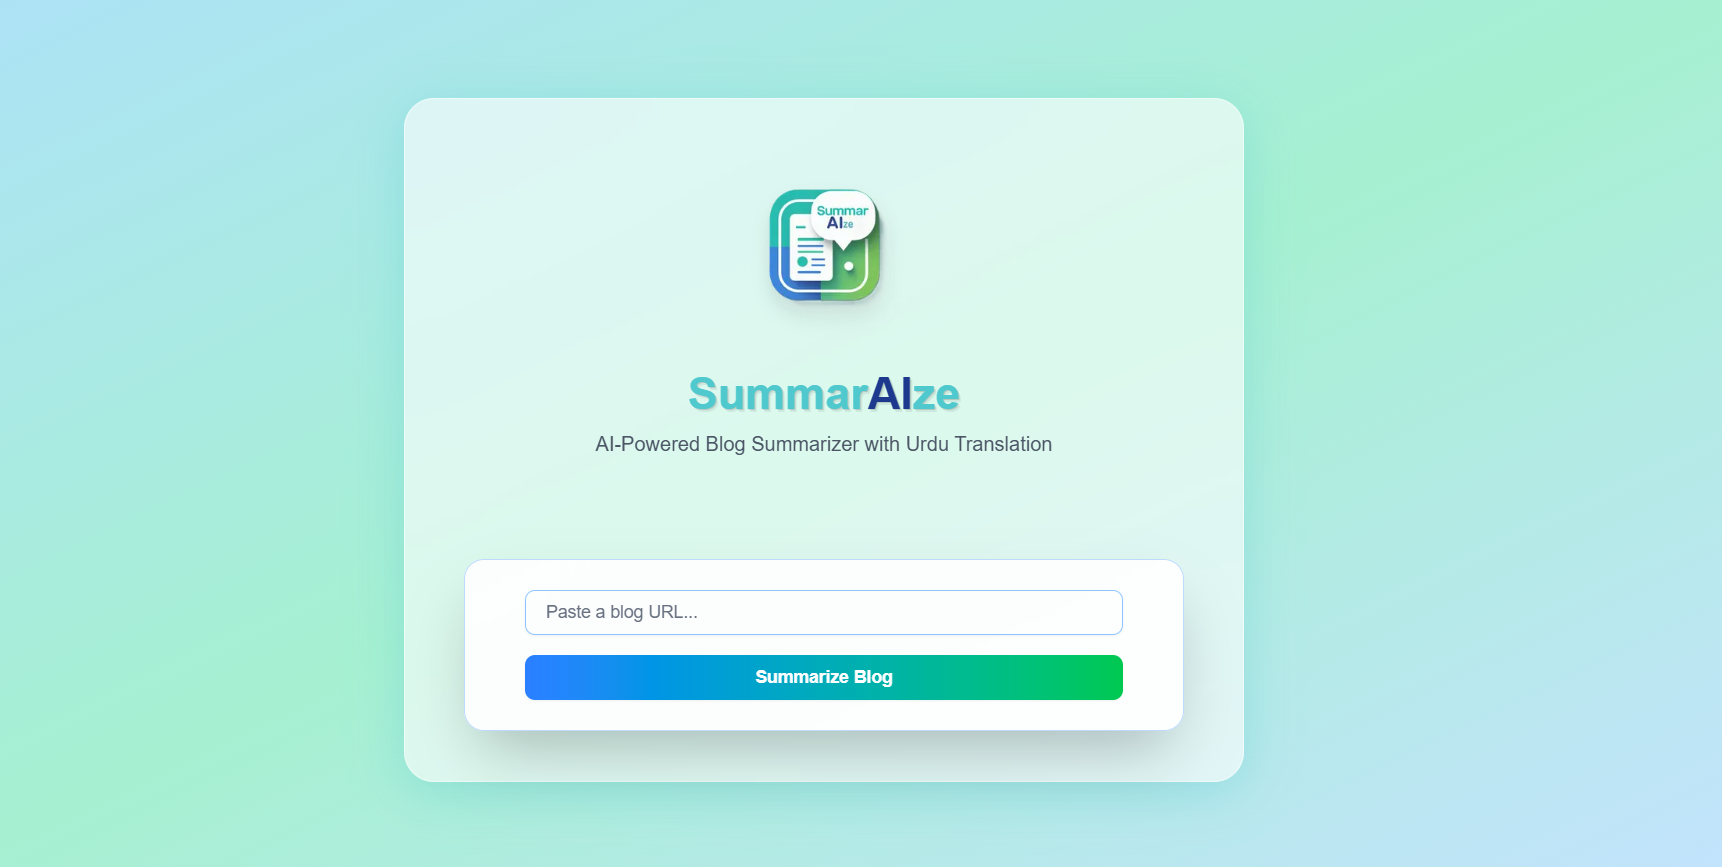 Summar
AIze
SummarAIze
AI-Powered Blog Summarizer with Urdu Translation
Paste a blog URL...
Summarize Blog